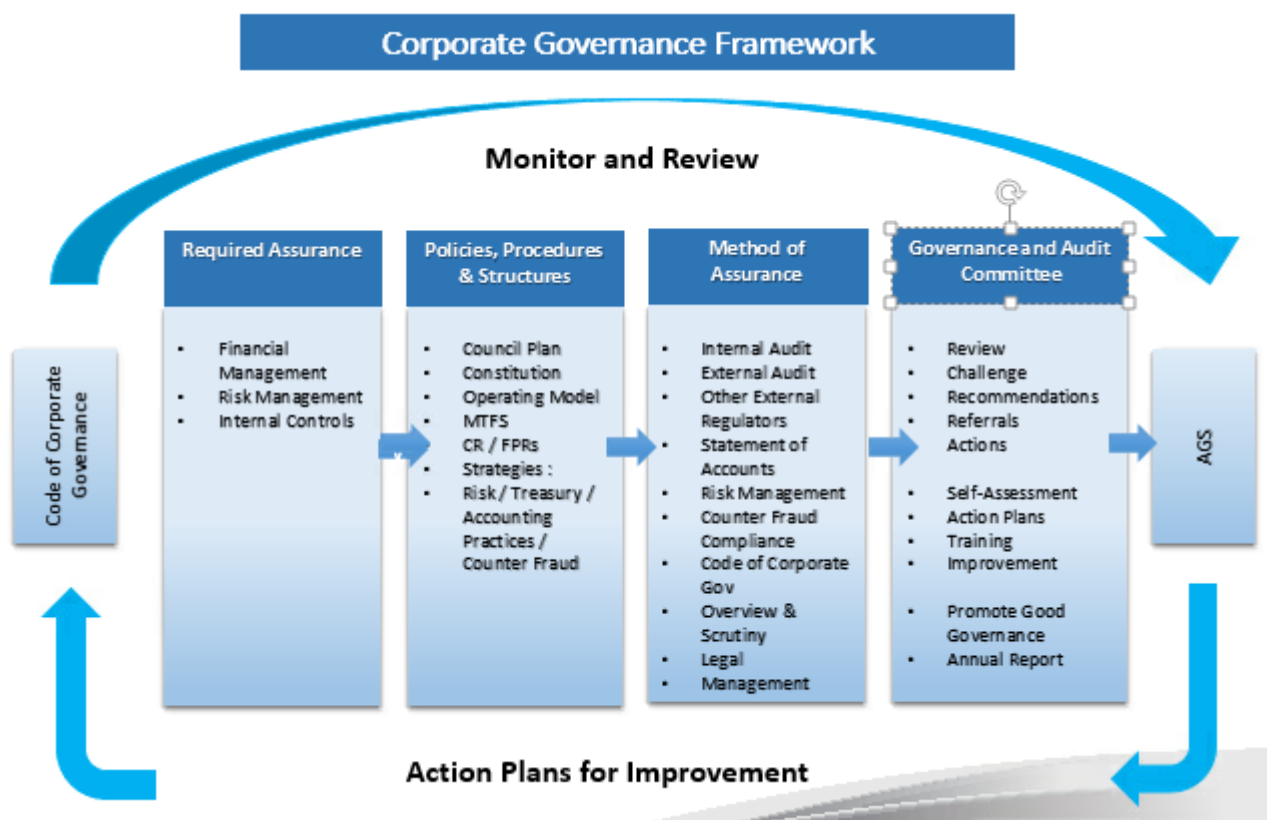 Corporate Governance Framework
Monitor and Review
Code of Corporate
Governance
Required Assurance
• Financial
Management
• Risk Management
• Internal Controls
Policies, Procedures
& Structures
• Council Plan
• Constitution
• Operating Model
• MTFS
• CR / FPRs
• Strategies :
• Risk / Treasury /
Accounting
Practices /
Counter Fraud
Method of
Assurance
• Internal Audit
• External Audit
• Other External
Regulators
• Statement of
Accounts
• Risk Management
• Counter Fraud
Compliance
• Code of Corporate
Gov
• Overview &
Scrutiny
• Legal
• Management
Governance and Audit
Committee
• Review
• Challenge
• Recommendations
• Referrals
• Actions
• Self-Assessment
• Action Plans
• Training
• Improvement
• Promote Good
Governance
• Annual Report
AGS
Action Plans for Improvement